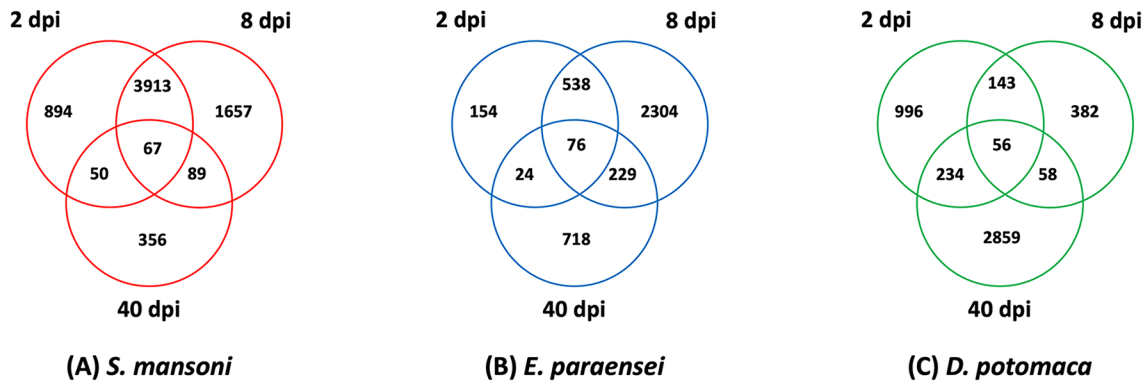 2 dpi 8 dpi
894 3913 1657
67
50 89
356
40 dpi
(A) S. mansoni
2 dpi 8 dpi
154 538 2304
76
24 229
718
40 dpi
(B) E. paraensei
2 dpi 8 dpi
996 143 382
56
234 58
2859
40 dpi
(C) D. potomaca